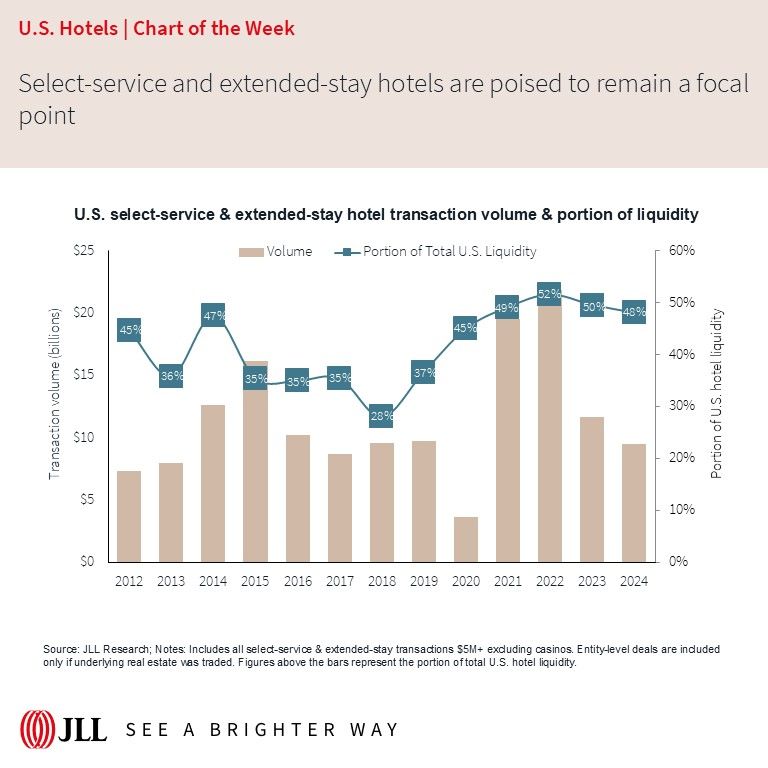 U.S. Hotels | Chart of the Week
Select-service and extended-stay hotels are poised to remain a focal
point
U.S. select-service & extended-stay hotel transaction volume & portion of liquidity
Volume
Portion of Total U.S. Liquidity
Transaction volume (billions)
$25
$20
$15
$10
$5
$0
45%
36%
47%
35%
35%
35%
28%
37%
45%
49%
52%
50%
48%
60%
50%
40%
30%
20%
10%
0%
Portion of U.S. hotel liquidity
2012 2013 2014 2015 2016 2017 2018 2019 2020 2021 2022 2023 2024
Source: JLL Research; Notes: Includes all select-service & extended-stay transactions $5M+ excluding casinos. Entity-level deals are included
only if underlying real estate was traded. Figures above the bars represent the portion of total U.S. hotel liquidity.
JLL SEE A BRIGHTER WAY